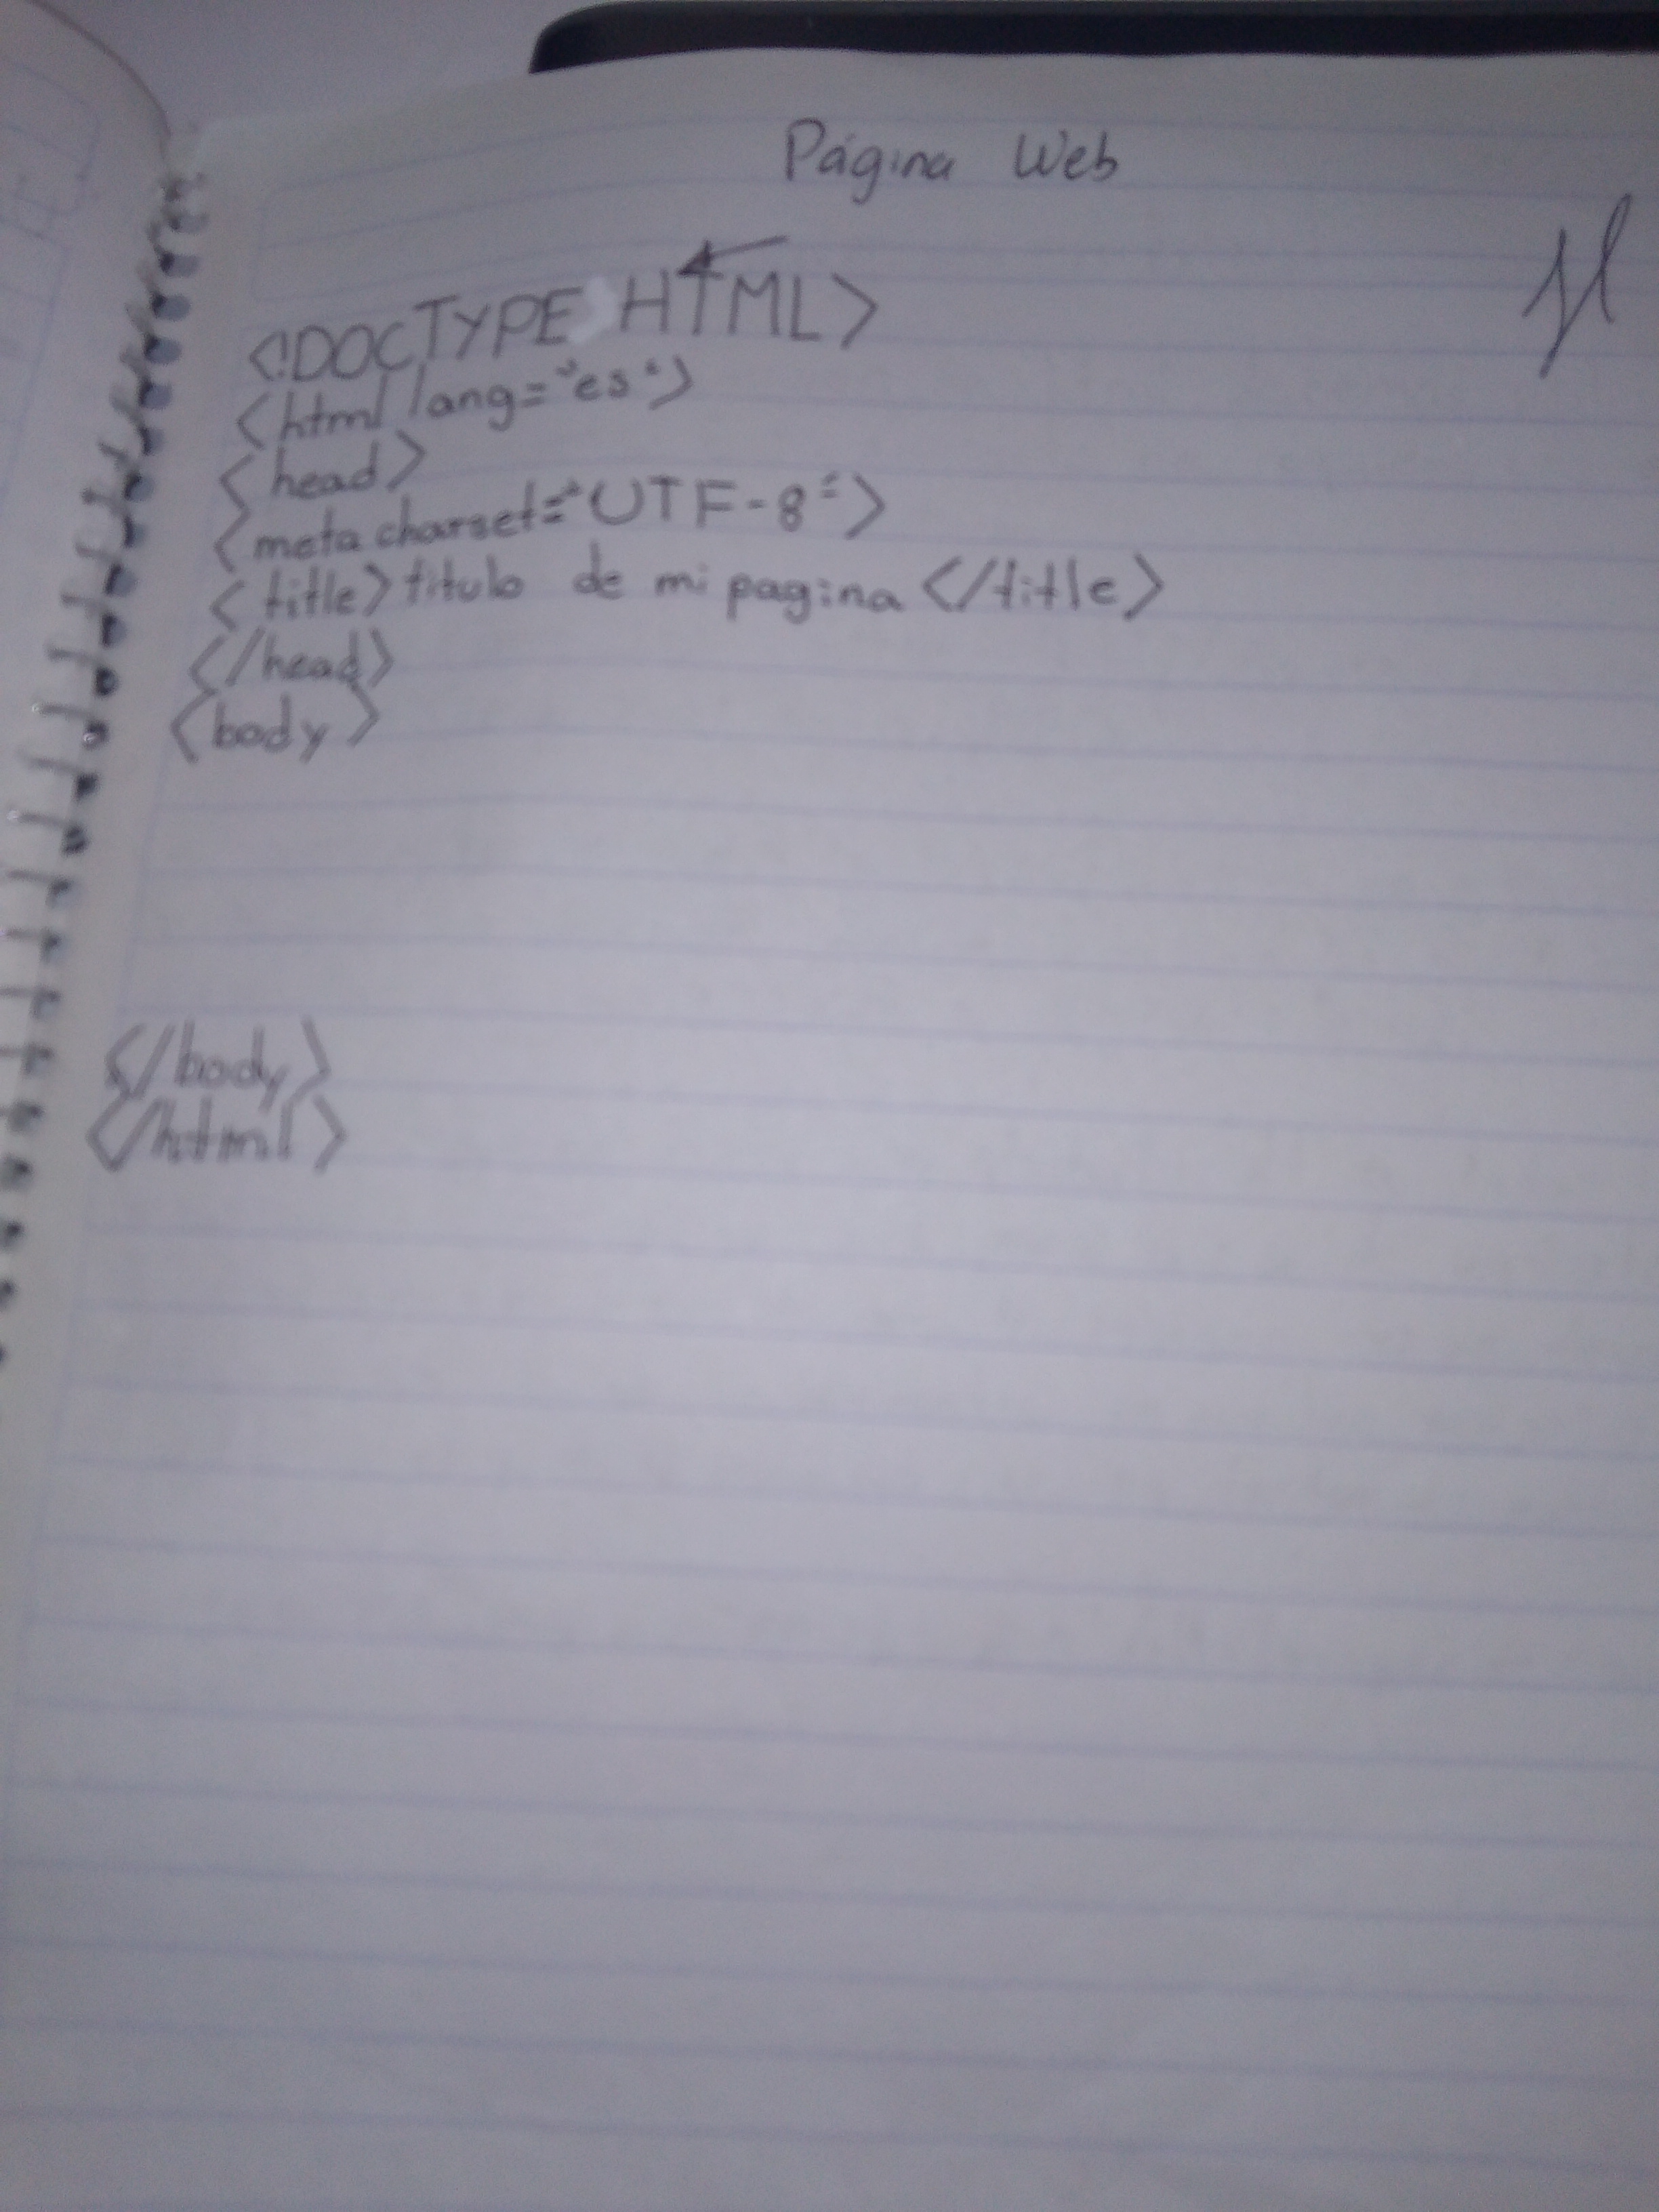 Página Web
<!DOCTYPE HTML>
<html lang="es">
<head>
<meta charset="UTF-8">
<title>titulo de mi pagina </title>
</head>
<body>
</body>
</html>